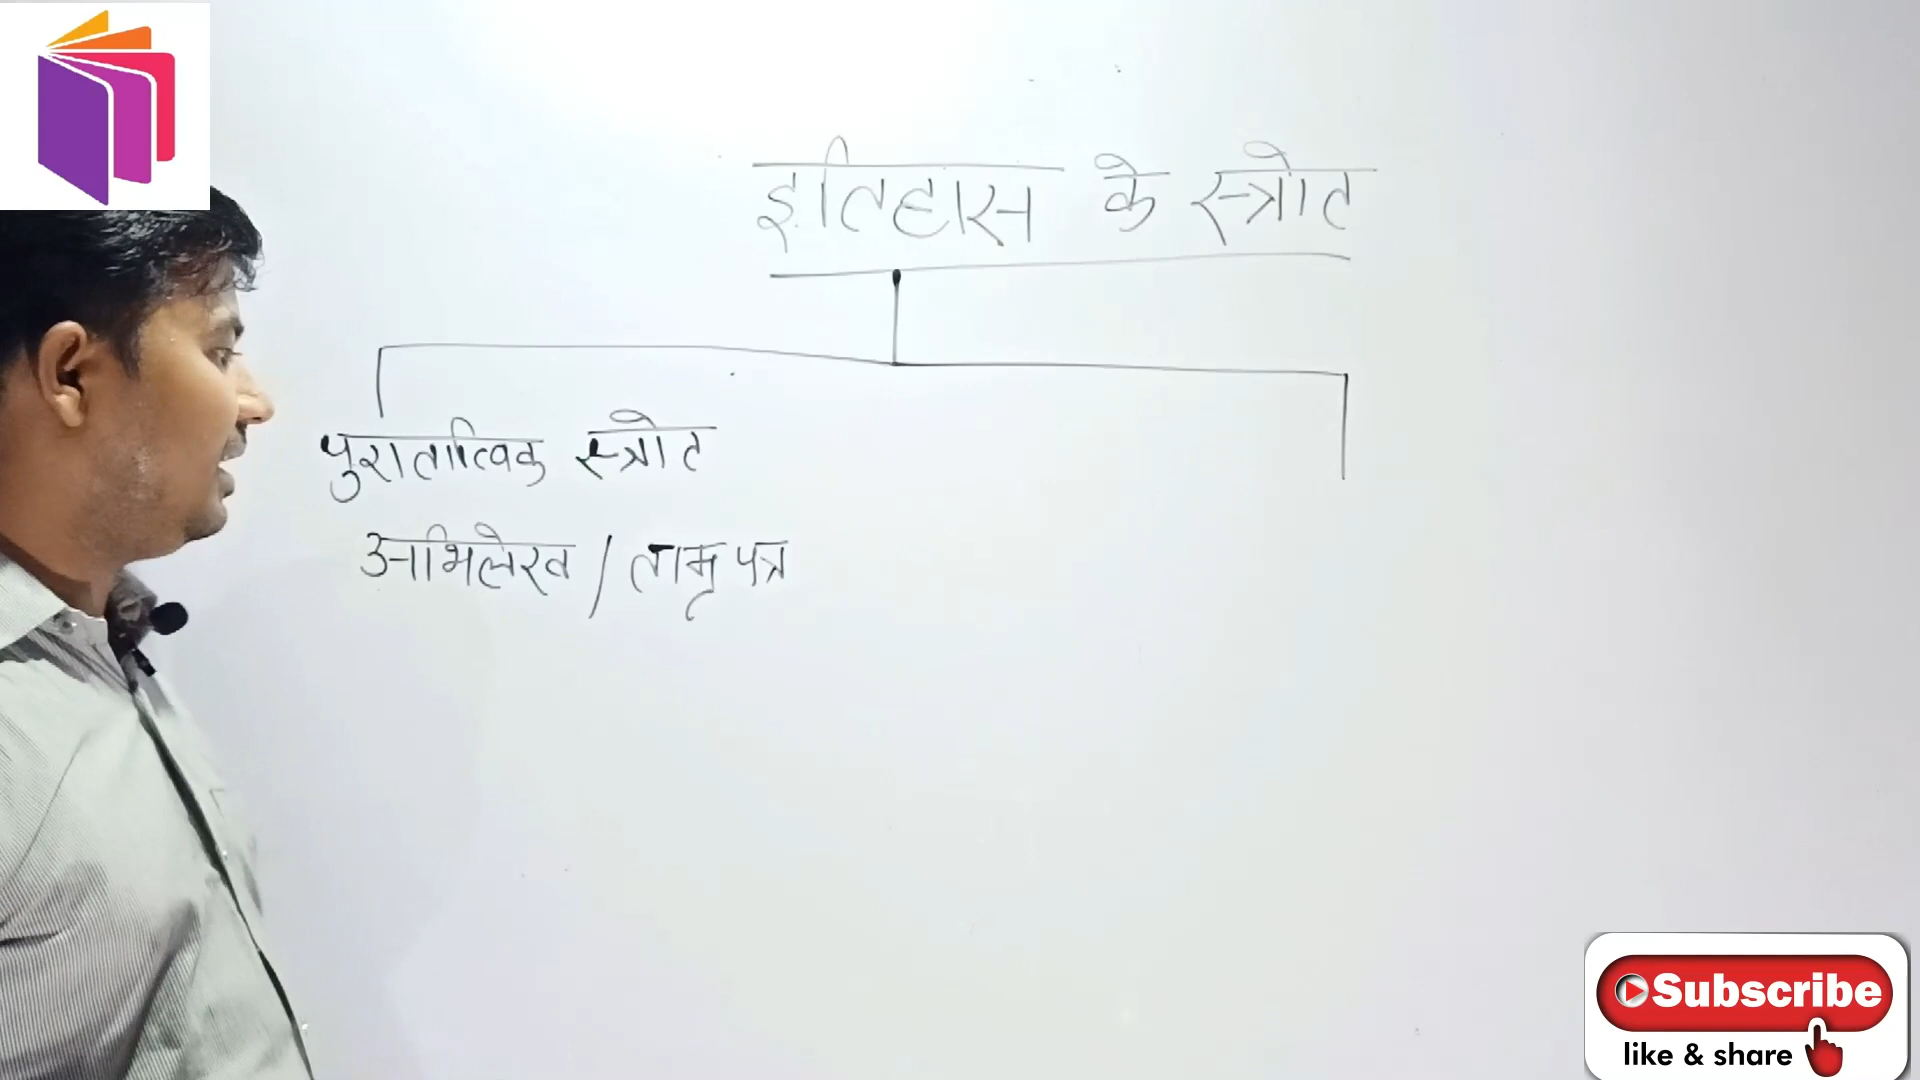 इतिहास के स्त्रोत
पुरातात्विक स्त्रोत
अभिलेख / ताम्र पत्र
Subscribe
like & share